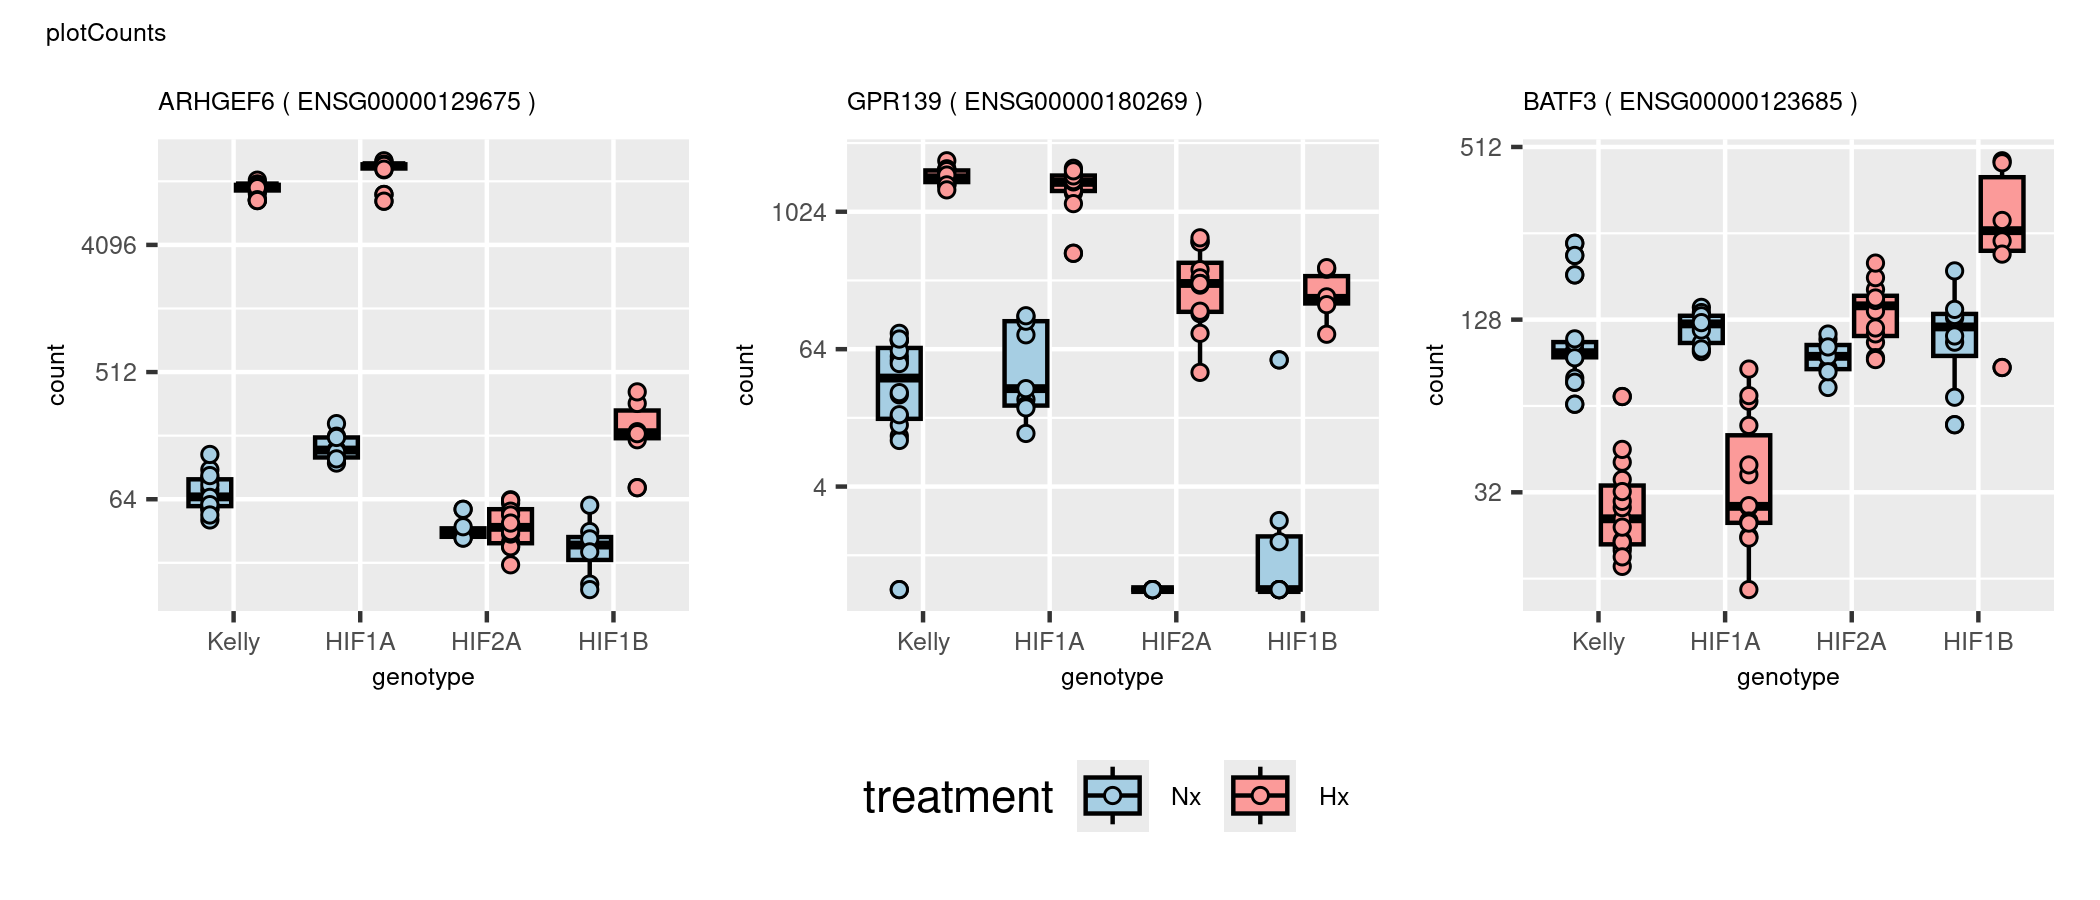 plotCounts
ARHGEF6 ( ENSG00000129675 )
GPR139 ( ENSG00000180269 )
BATF3 ( ENSG00000123685 )
count
4096
512
64
Kelly HIF1A HIF2A HIF1B
genotype
count
1024
64
4
Kelly HIF1A HIF2A HIF1B
genotype
count
512
128
32
Kelly HIF1A HIF2A HIF1B
genotype
treatment Nx Hx